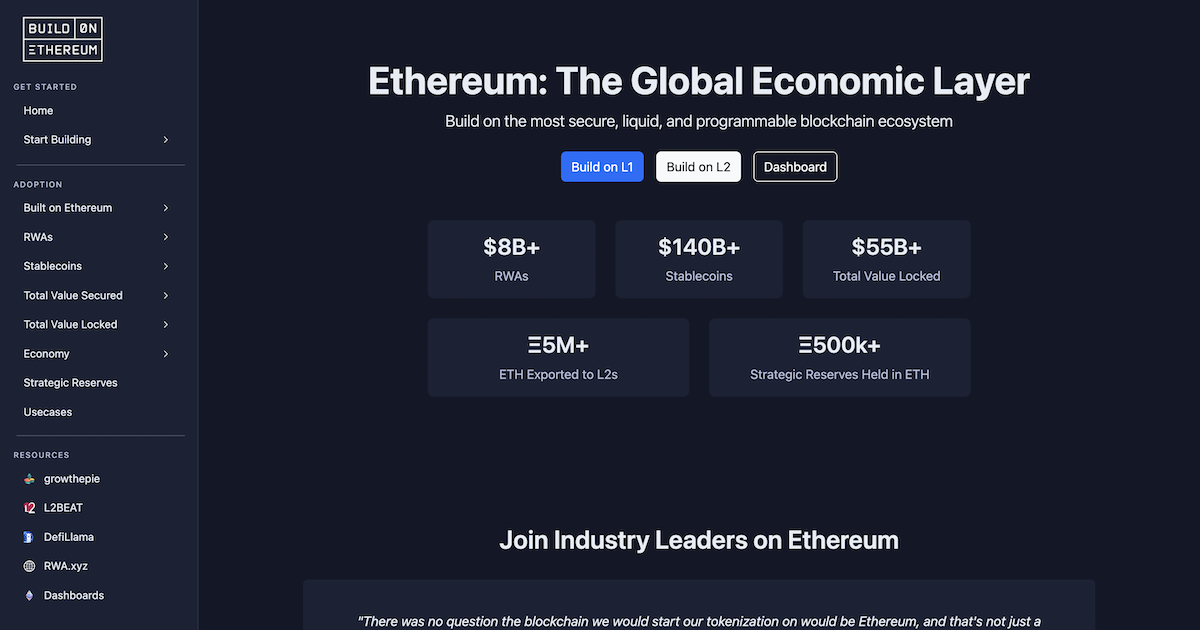 BUILD ON
ΞTHEREUM
GET STARTED
Home
Start Building
ADOPTION
Built on Ethereum
RWAs
Stablecoins
Total Value Secured
Total Value Locked
Economy
Strategic Reserves
Usecases
RESOURCES
growthepie
L2BEAT
DefiLlama
RWA.xyz
Dashboards
Ethereum: The Global Economic Layer
Build on the most secure, liquid, and programmable blockchain ecosystem
Build on L1 Build on L2 Dashboard
$8B+ $140B+ $55B+
RWAs Stablecoins Total Value Locked
Ξ5M+ Ξ500k+
ETH Exported to L2s Strategic Reserves Held in ETH
Join Industry Leaders on Ethereum
"There was no question the blockchain we would start our tokenization on would be Ethereum, and that's not just a